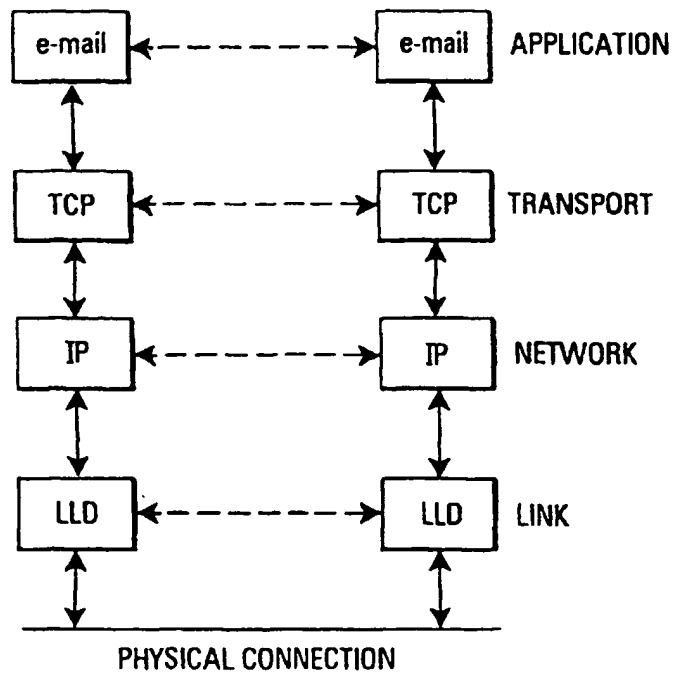 e-mail e-mail APPLICATION
TCP TCP TRANSPORT
IP IP NETWORK
LLD LLD LINK
PHYSICAL CONNECTION